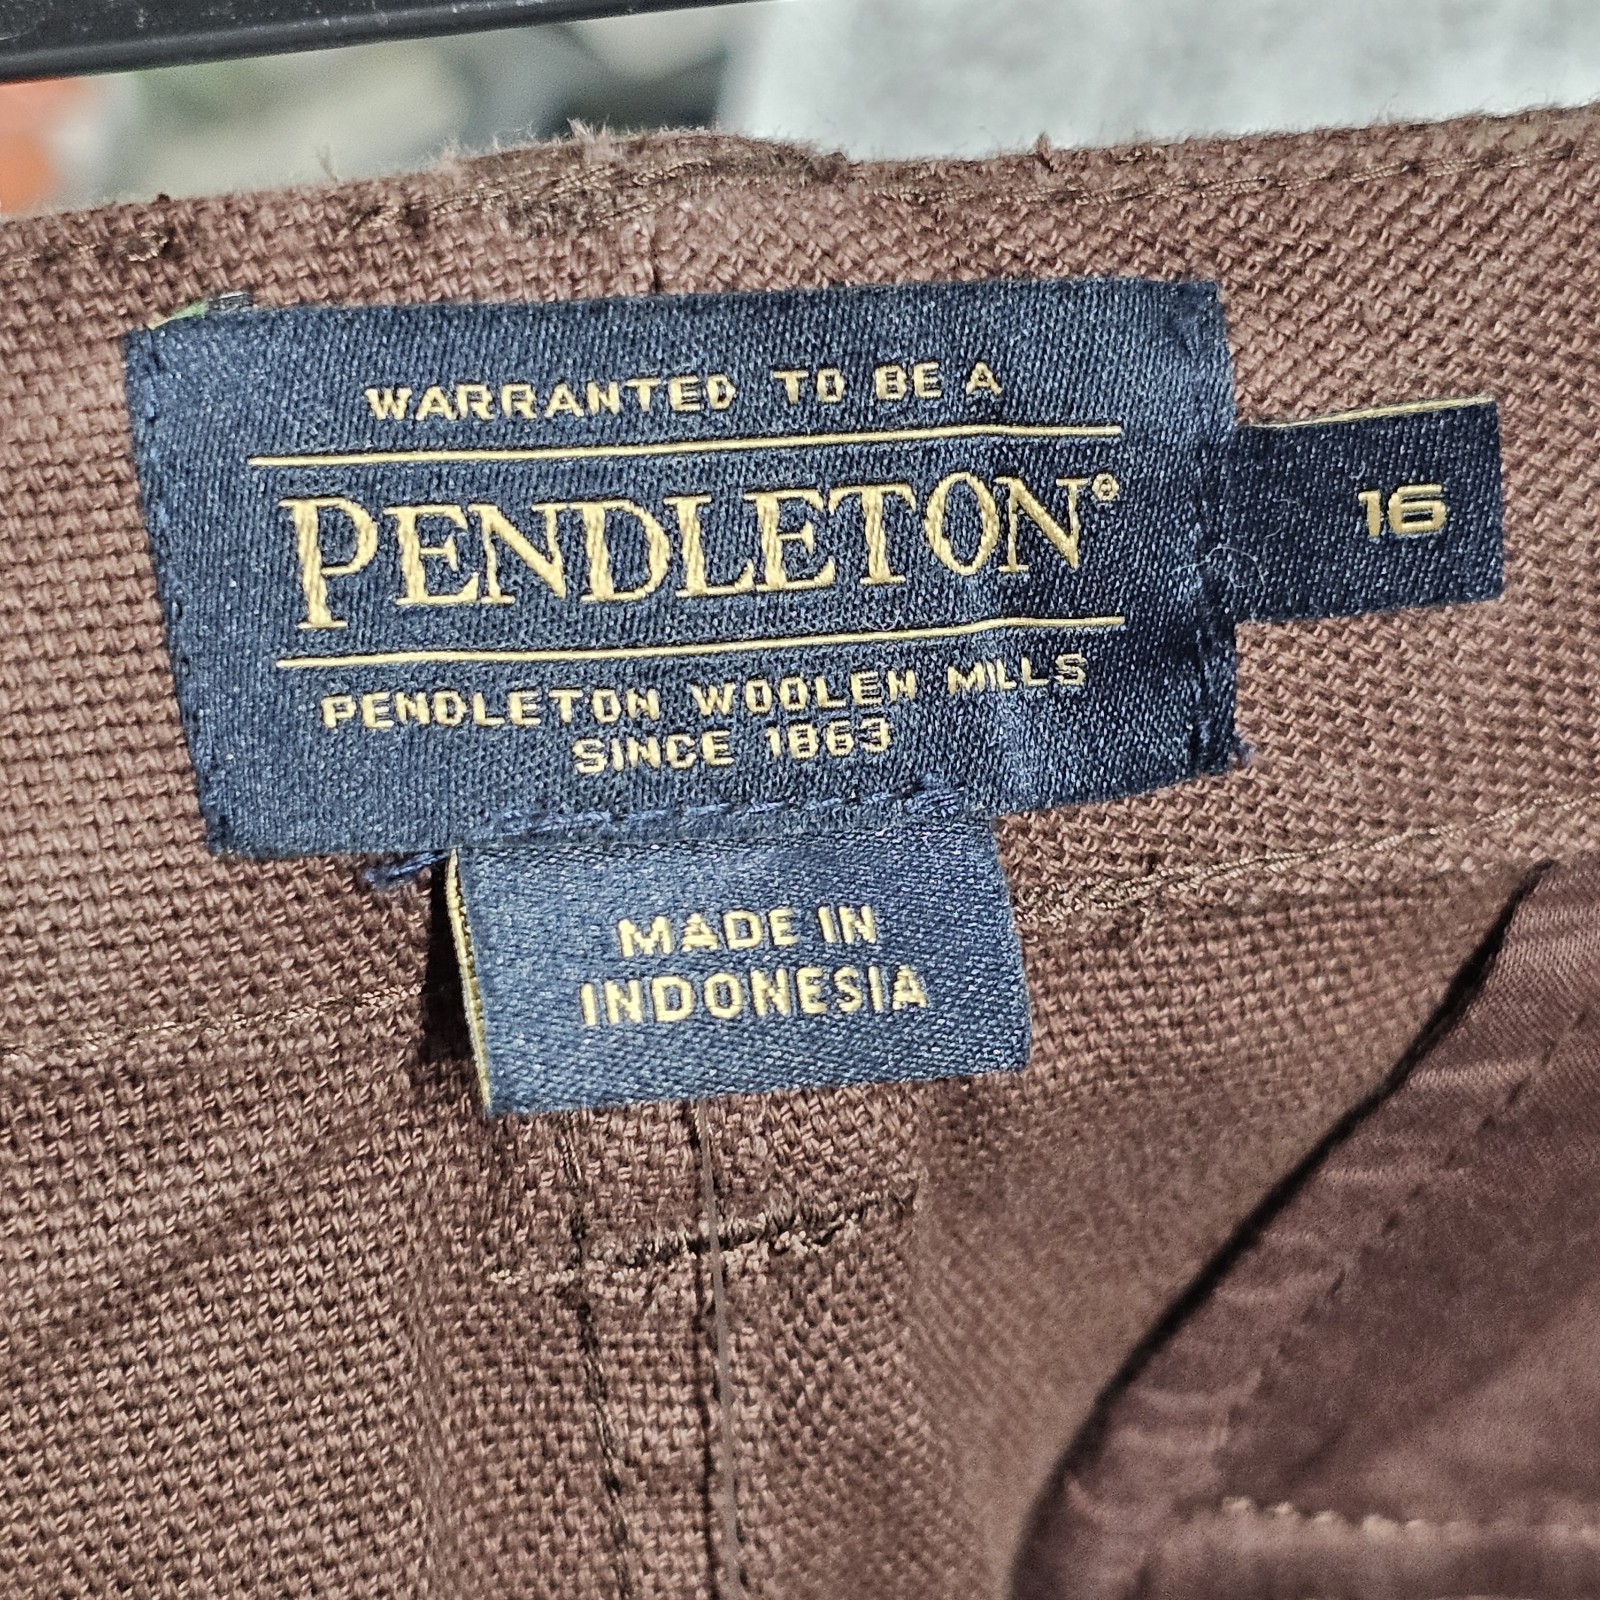 WARRANTED TO BE A
PENDLETON®
16
PENDLETON WOOLEN MILLS
SINCE 1863
MADE IN
INDONESIA